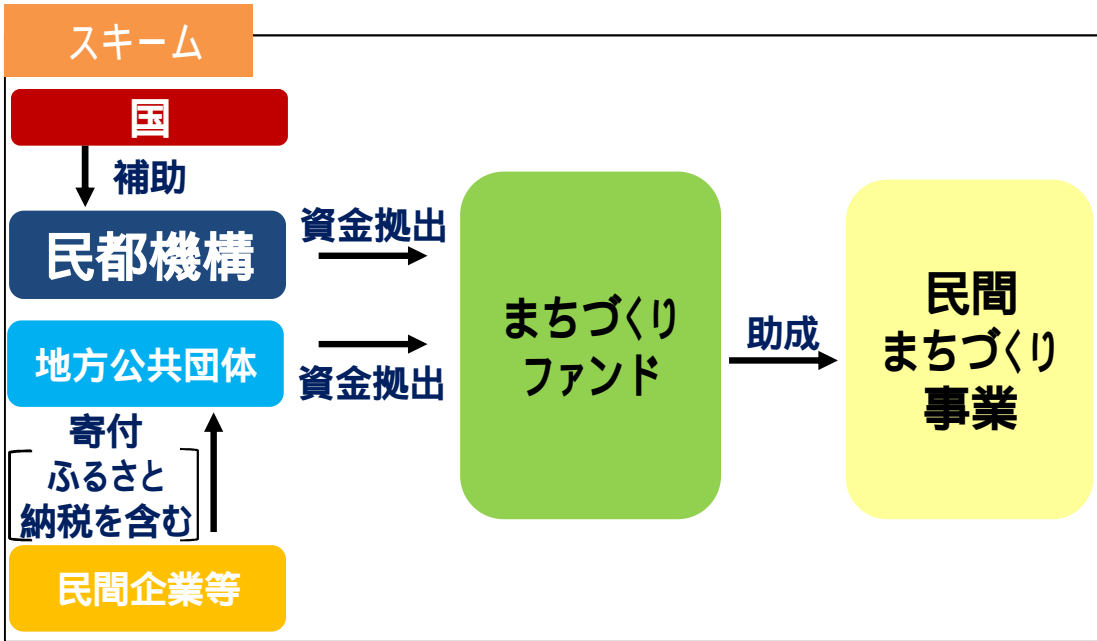 スキーム
国
補助
民都機構
資金拠出
地方公共団体
資金拠出
寄付
ふるさと
納税を含む
民間企業等
まちづくり
ファンド
助成
民間
まちづくり
事業